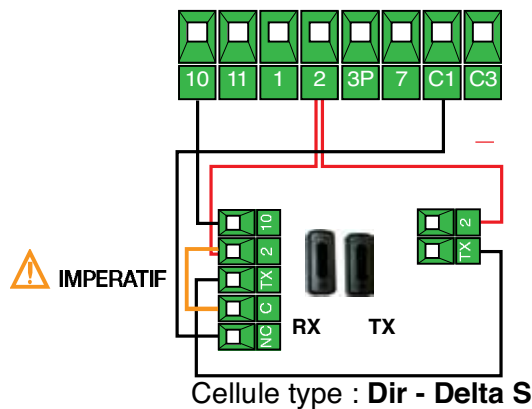 10 11 1 2 3P 7 C1 C3
10
2
TX
C
NC
2
TX
IMPERATIF
RX TX
Cellule type : Dir - Delta S